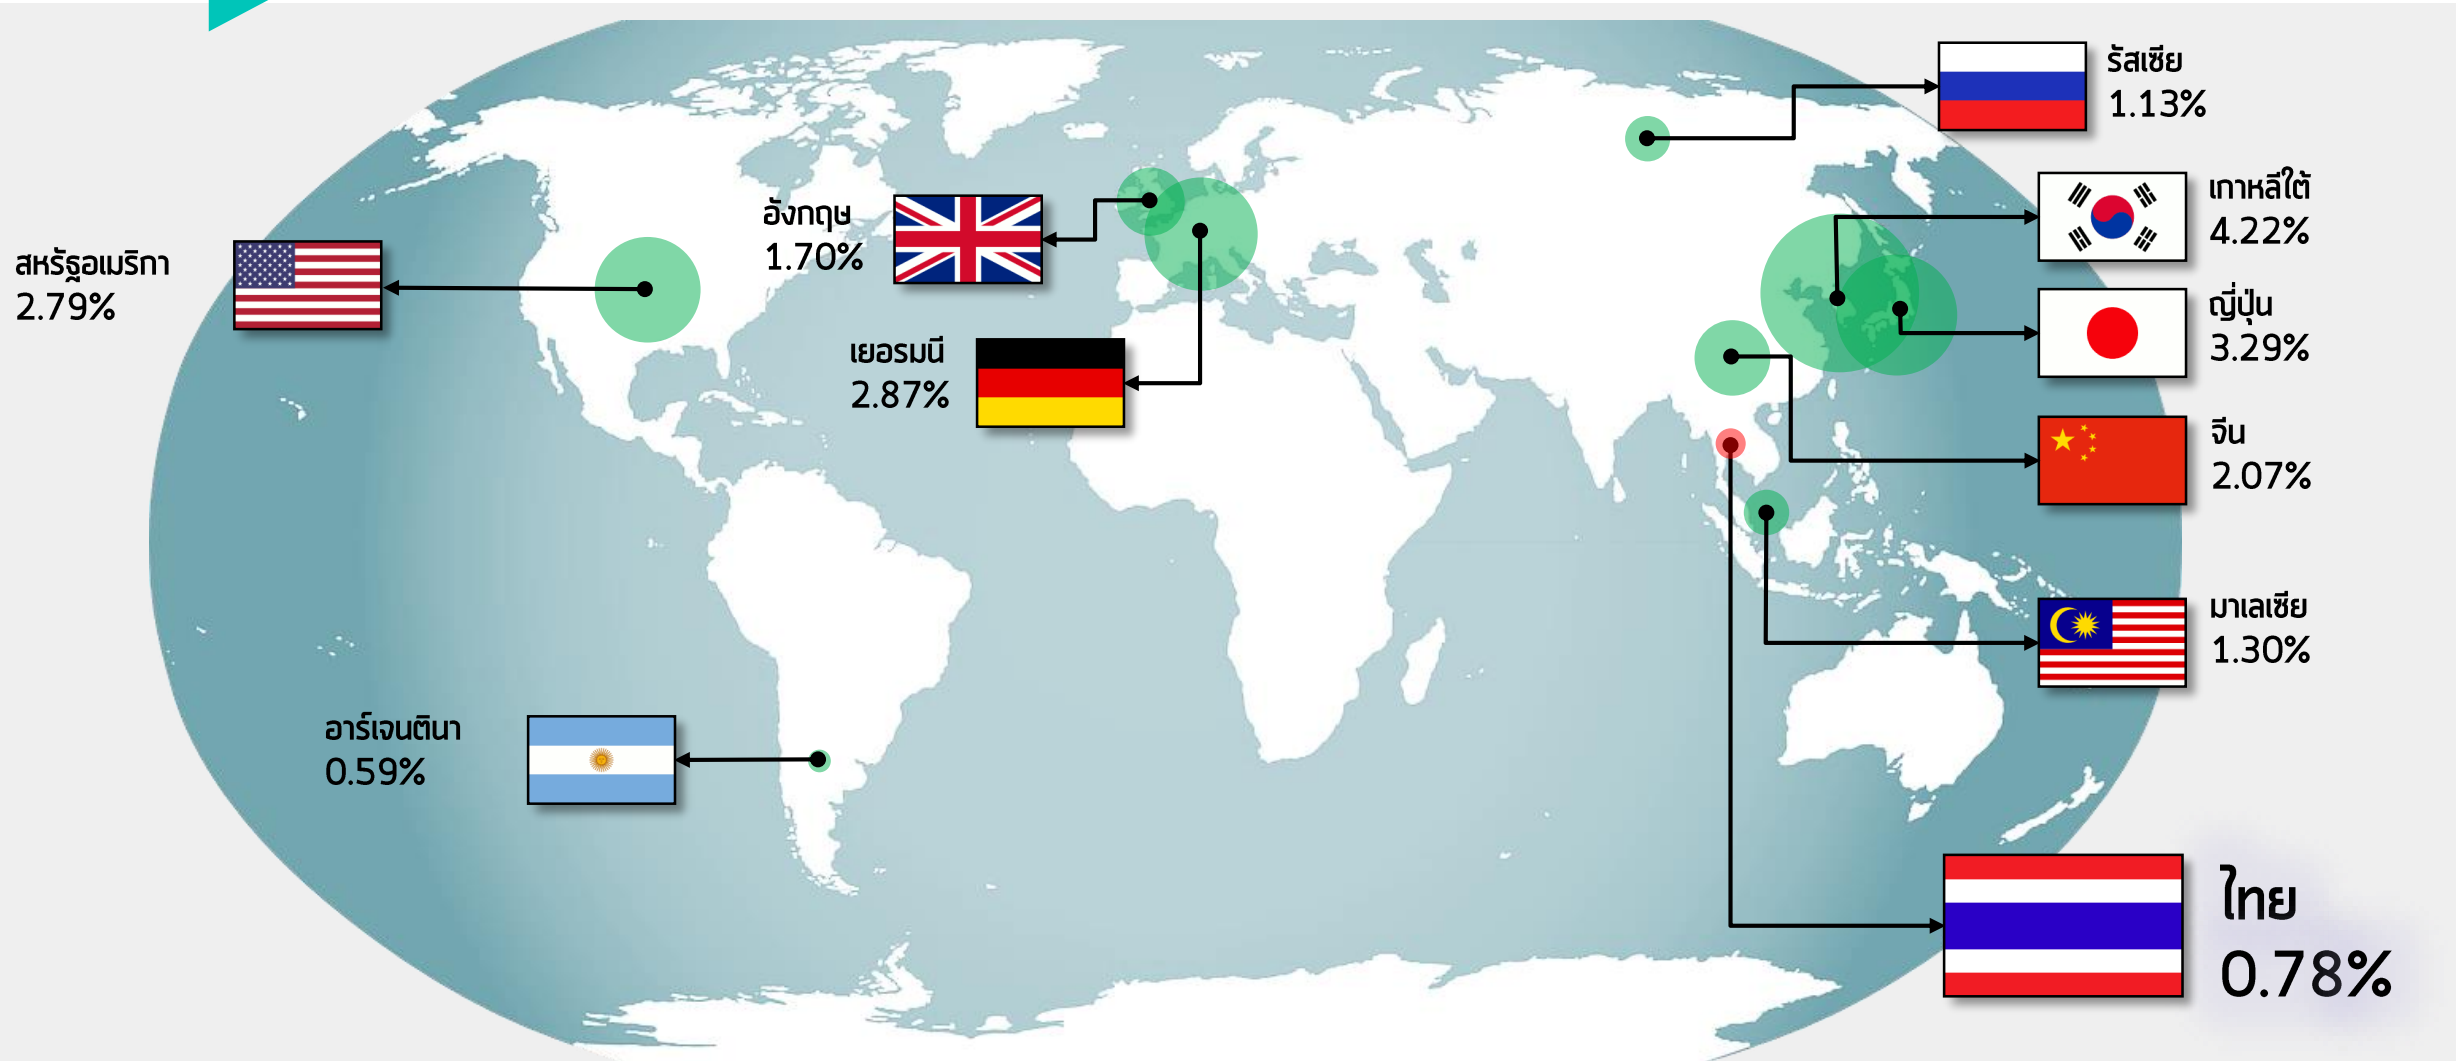 รัสเซีย
1.13%
เกาหลีใต้
4.22%
อังกฤษ
1.70%
สหรัฐอเมริกา
2.79%
ญี่ปุ่น
3.29%
เยอรมนี
2.87%
จีน
2.07%
มาเลเซีย
1.30%
อาร์เจนตินา
0.59%
ไทย
0.78%